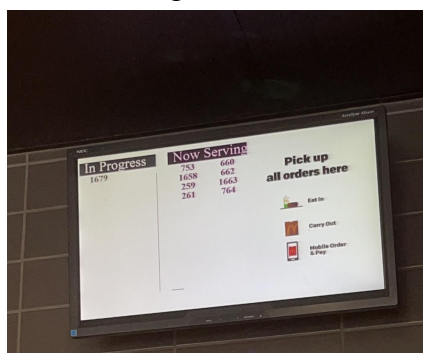 NEC
In Progress
1679
Now Serving
753 660
1658 662
259 1663
261 764
Pick up
all orders here
Eat In
Carry Out
Mobile Order
& Pay